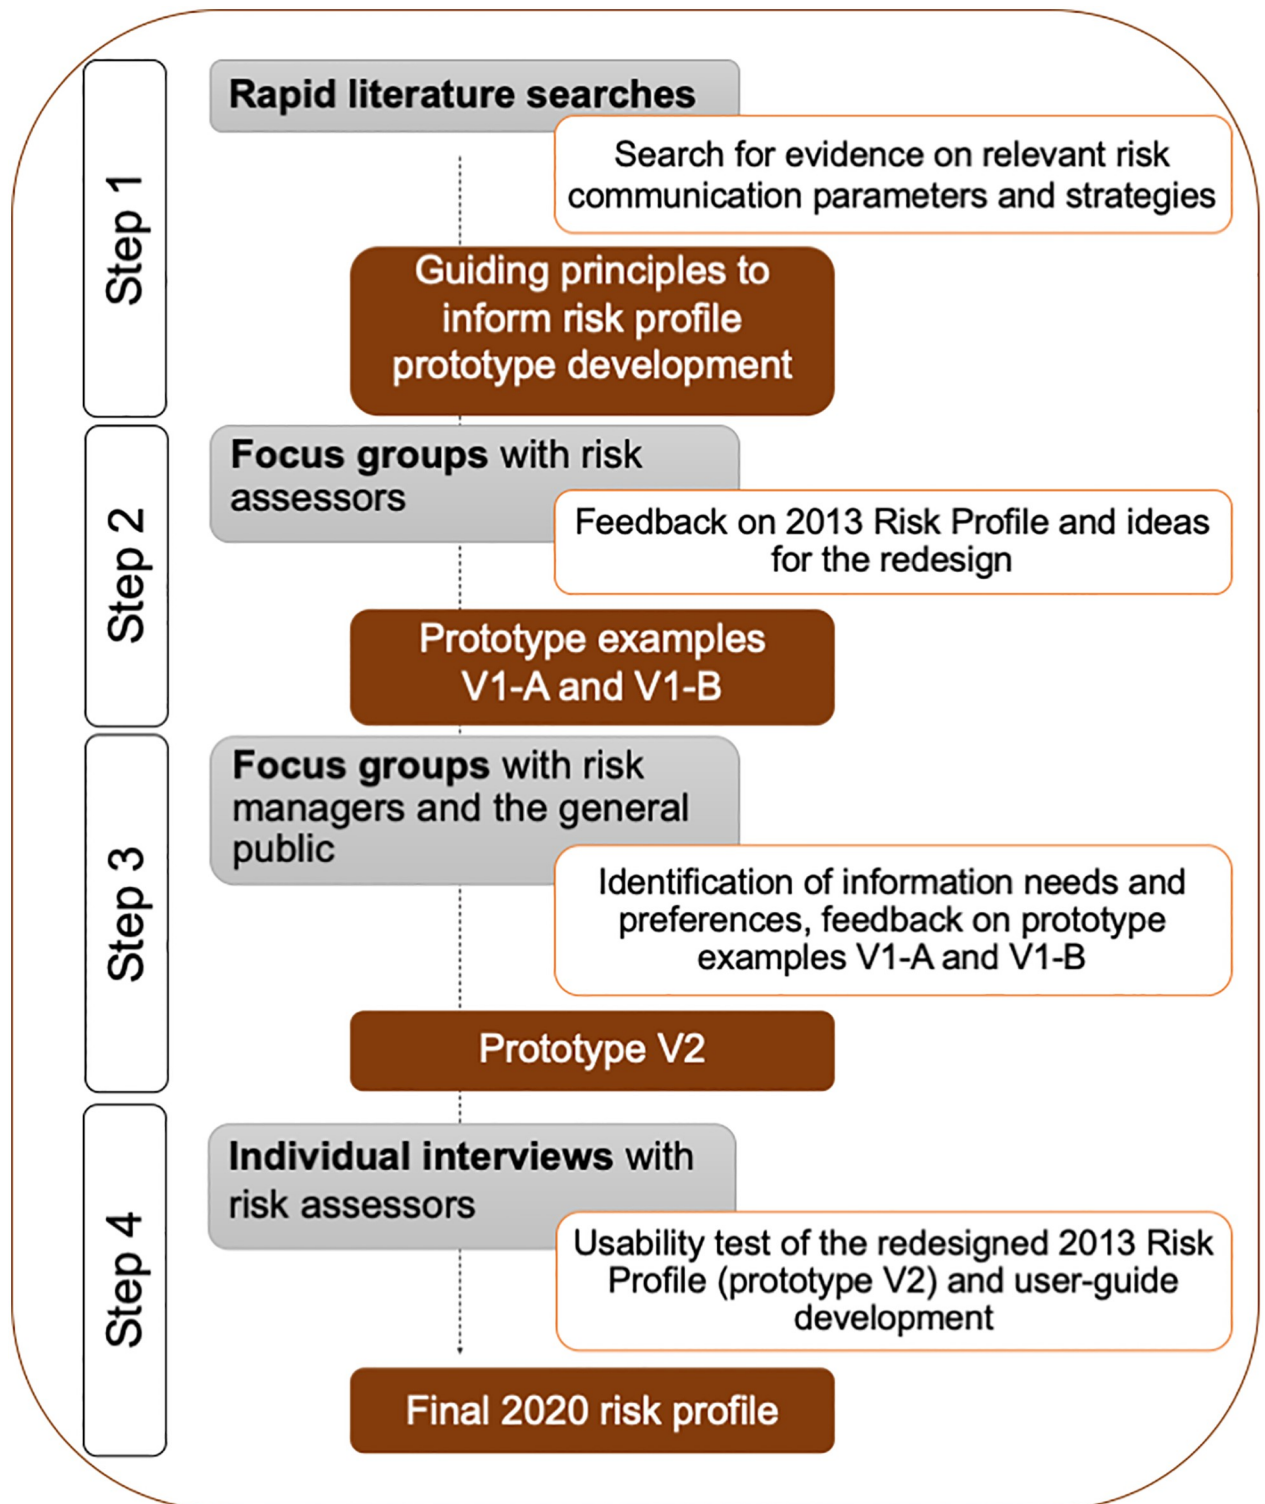 Step 1
Rapid literature searches
Search for evidence on relevant risk
communication parameters and strategies
Guiding principles to
inform risk profile
prototype development
Step 2
Focus groups with risk
assessors
Feedback on 2013 Risk Profile and ideas
for the redesign
Prototype examples
V1-A and V1-B
Step 3
Focus groups with risk
managers and the general
public
Identification of information needs and
preferences, feedback on prototype
examples V1-A and V1-B
Prototype V2
Step 4
Individual interviews with
risk assessors
Usability test of the redesigned 2013 Risk
Profile (prototype V2) and user-guide
development
Final 2020 risk profile